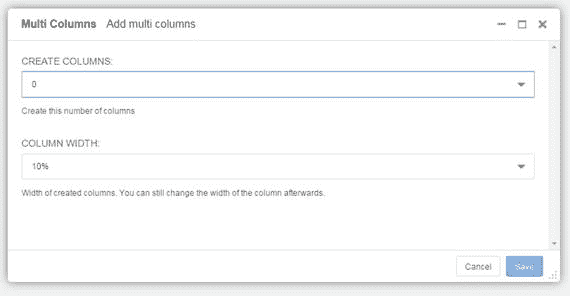 Multi Columns Add multi columns
CREATE COLUMNS:
0
Create this number of columns
COLUMN WIDTH:
10%
Width of created columns. You can still change the width of the column afterwards.
Cancel Save